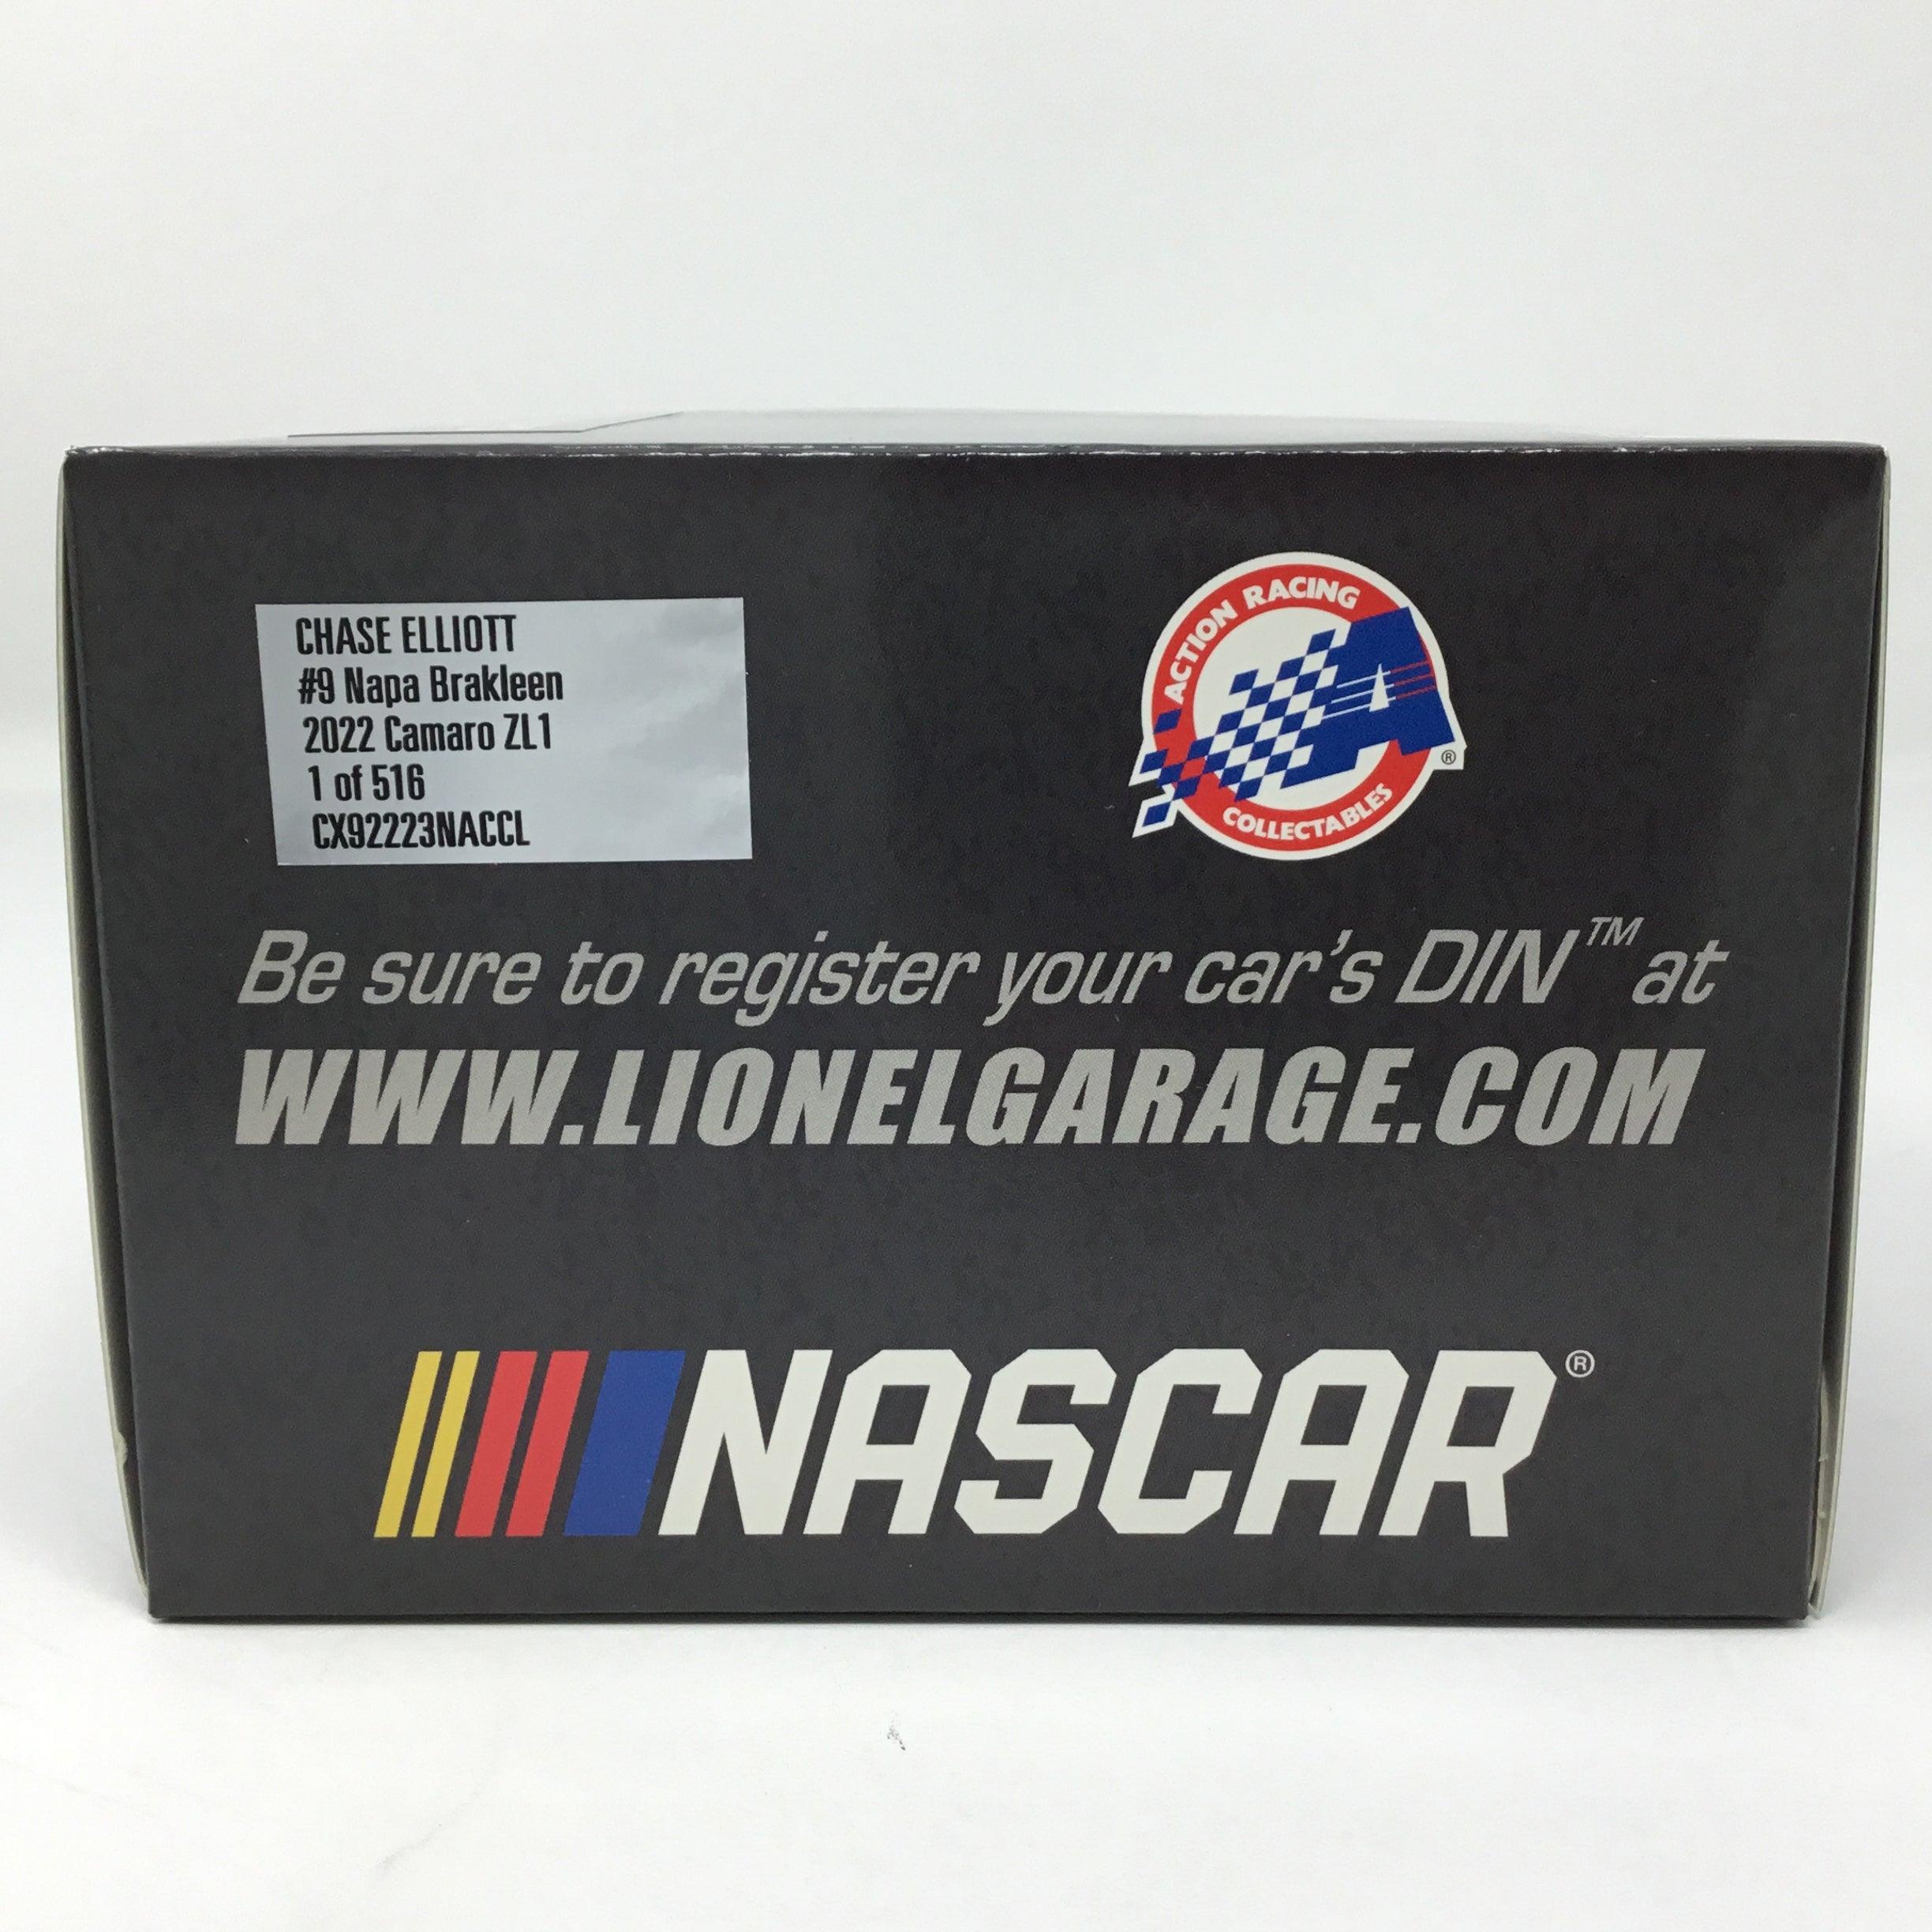 CHASE ELLIOTT
#9 Napa Brakleen
2022 Camaro ZL1
1 of 516
CX92223NACCL
ACTION RACING
A®
COLLECTABLES
Be sure to register your car's DIN™ at
WWW.LIONELGARAGE.COM
NASCAR®